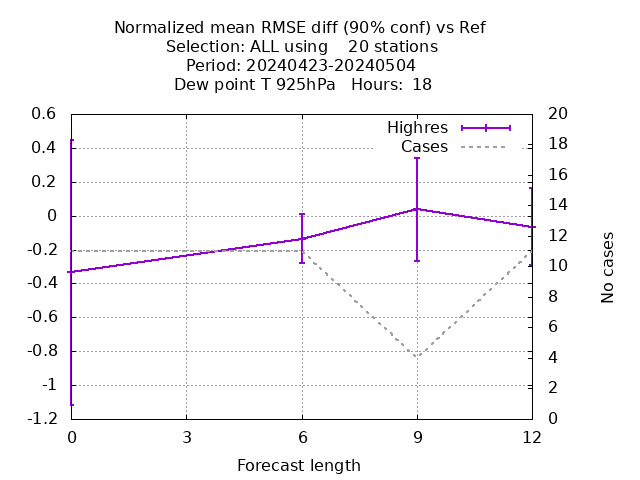 Normalized mean RMSE diff (90% conf) vs Ref
Selection: ALL using    20 stations
Period: 20240423-20240504
Dew point T 925hPa   Hours:  18
Highres
Cases
0.6
0.4
0.2
0
-0.2
-0.4
-0.6
-0.8
-1
-1.2
20
18
16
14
12
10
8
6
4
2
0
No cases
0 3 6 9 12
Forecast length